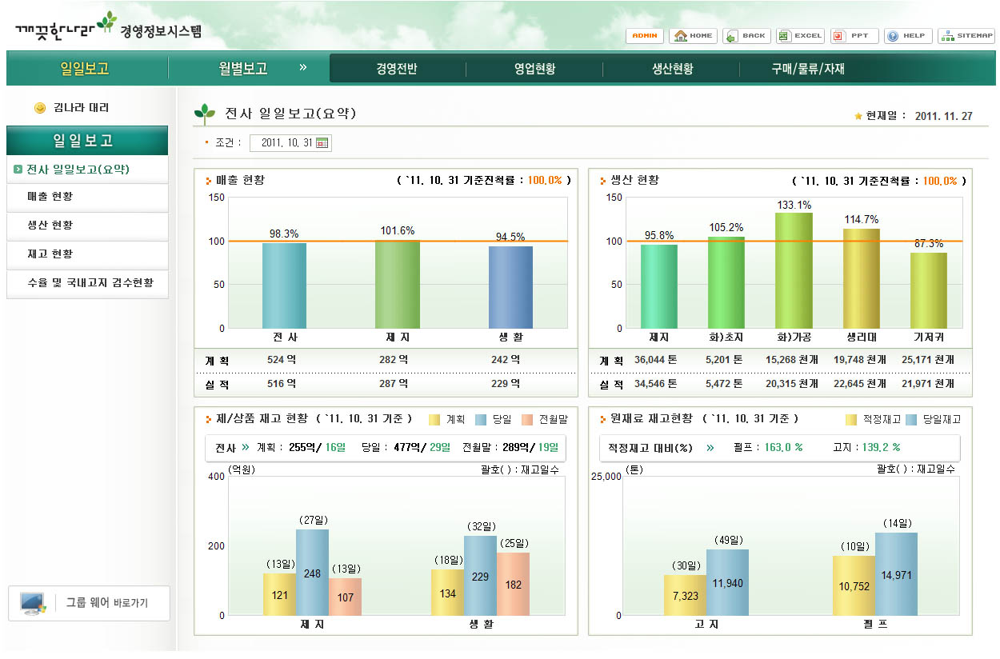 깨끗한나라 경영정보시스템
ADMIN HOME BACK EXCEL PPT HELP SITEMAP
일일보고 월별보고 » 경영전반 영업현황 생산현황 구매/물류/자재
김나라 대리
일일보고
전사 일일보고(요약)
매출 현황
생산 현황
재고 현황
수율 및 국내고지 검수현황
그룹 웨어 바로가기
전사 일일보고(요약)
현재일 : 2011. 11. 27
조건 : 2011. 10. 31
매출 현황 ( `11. 10. 31 기준진척률 : 100.0% )
150
100
50
0
98.3% 101.6% 94.5%
전 사 제 지 생 활
계 획 524 억 282 억 242 억
실 적 516 억 287 억 229 억
생산 현황 ( `11. 10. 31 기준진척률 : 100.0% )
150
100
50
0
95.8% 105.2% 133.1% 114.7% 87.3%
제지 화)초지 화)가공 생리대 기저귀
계 획 36,044 톤 5,201 톤 15,268 천개 19,748 천개 25,171 천개
실 적 34,546 톤 5,472 톤 20,315 천개 22,645 천개 21,971 천개
제/상품 재고 현황 ( `11. 10. 31 기준 ) 계획 당일 전월말
전사 » 계획 : 255억/ 16일 당일 : 477억/ 29일 전월말 : 289억/ 19일
(억원) 괄호( ) : 재고일수
400
200
0
(13일) (27일) (13일) (18일) (32일) (25일)
121 248 107 134 229 182
제 지 생 활
원재료 재고현황 ( `11. 10. 31 기준 ) 적정재고 당일재고
적정재고 대비(%) » 펄프 : 163.0 % 고지 : 139.2 %
(톤) 괄호( ) : 재고일수
25,000
0
(30일) (49일) (10일) (14일)
7,323 11,940 10,752 14,971
고 지 펄 프